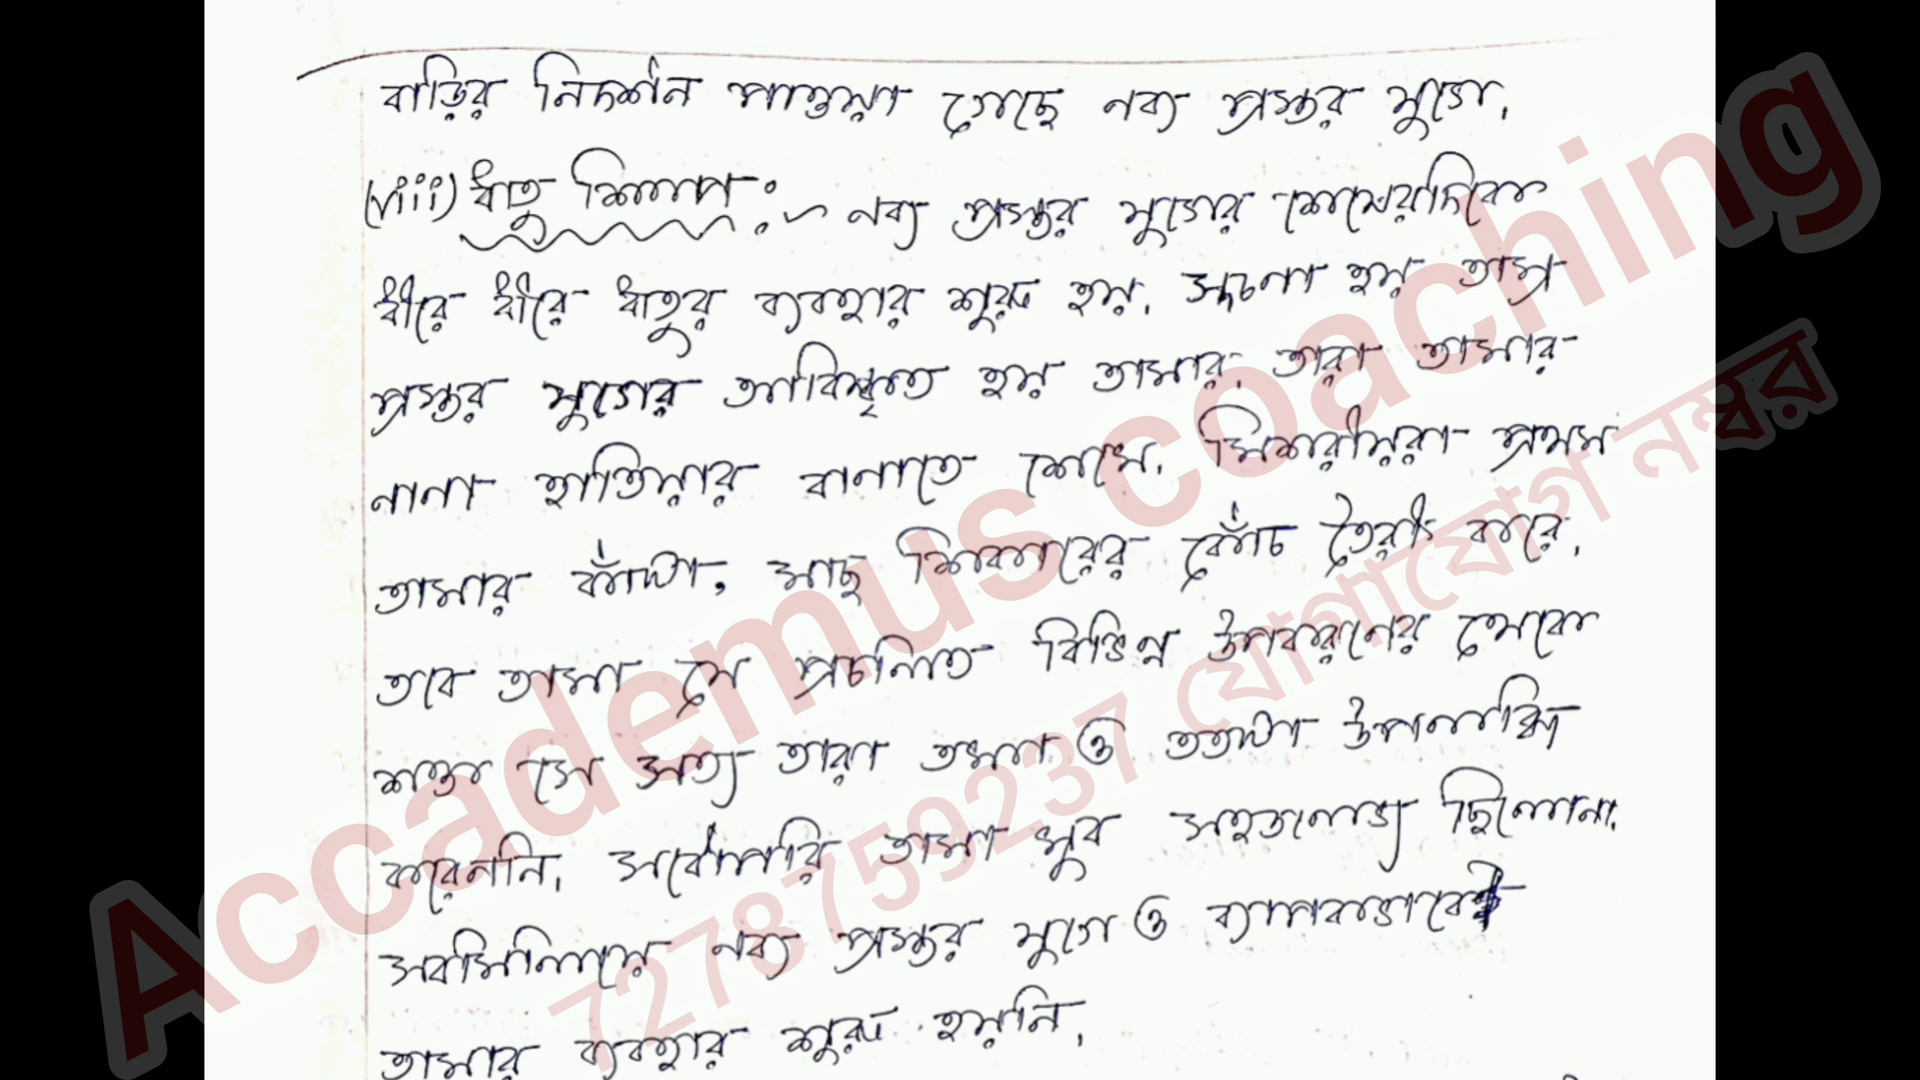 বাড়ির নিদর্শন পাওয়া গেছে নব্য প্রস্তর যুগে,
(viii) ধাতু শিল্প :- নব্য প্রস্তর যুগের শেষেরদিকে
ধীরে ধীরে ধাতুর ব্যবহার শুরু হয়, সূচনা হয় তাম্র
প্রস্তর যুগের আবিষ্কৃত হয় তামার, তারা তামার
নানা হাতিয়ার বানাতে শেখে, মিশরীয়রা প্রথম
তামার কাঁটা, মাছ শিকারের কোঁচ তৈরী করে,
তবে তামা যে প্রচলিত বিভিন্ন উপকরণের থেকে
শক্ত সে সত্য তারা তখনও ততটা উপলব্ধি
করেননি, সর্বোপরি তামা খুব সহজলভ্য ছিলোনা,
সবমিলিয়ে নব্য প্রস্তর যুগেও ব্যাপকভাবে
তামার ব্যবহার শুরু হয়নি,
Accademus coaching
7278759237 যোগাযোগ নম্বর